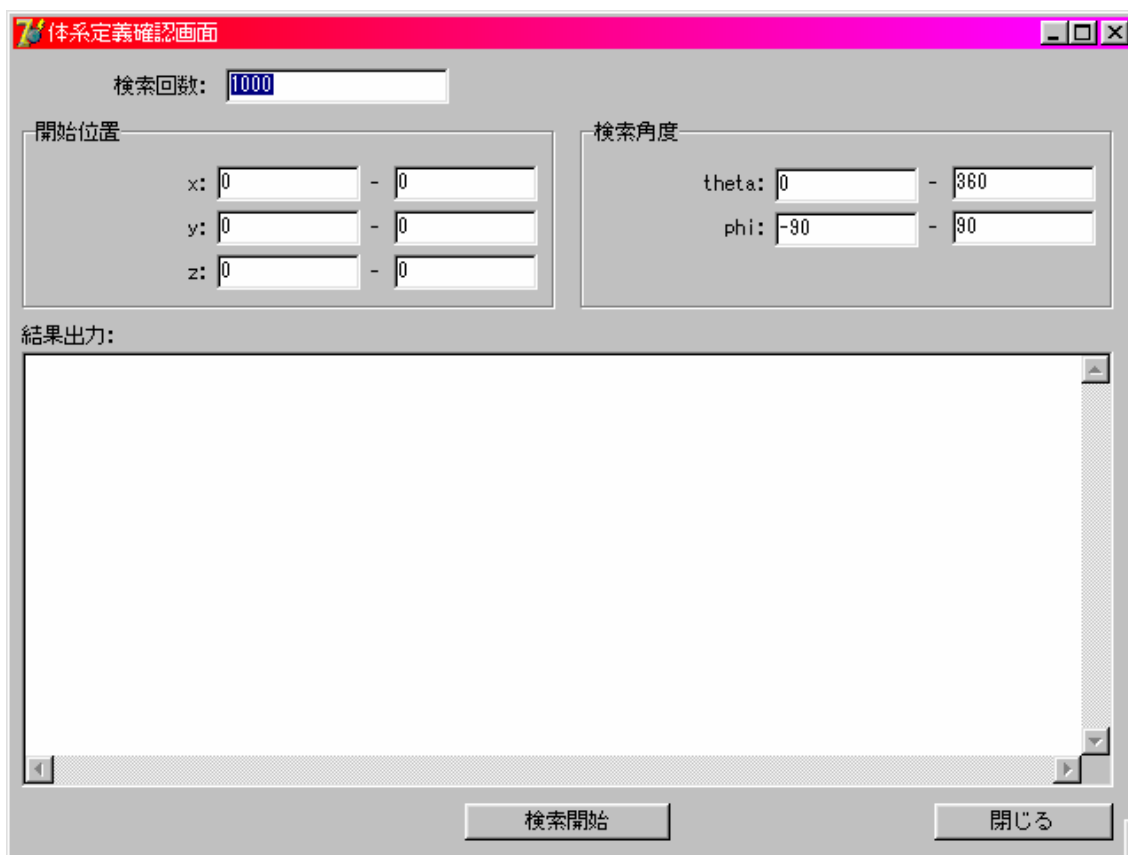 体系定義確認画面
検索回数: 1000
開始位置
x: 0 - 0
y: 0 - 0
z: 0 - 0
検索角度
theta: 0 - 360
phi: -90 - 90
結果出力:
検索開始
閉じる